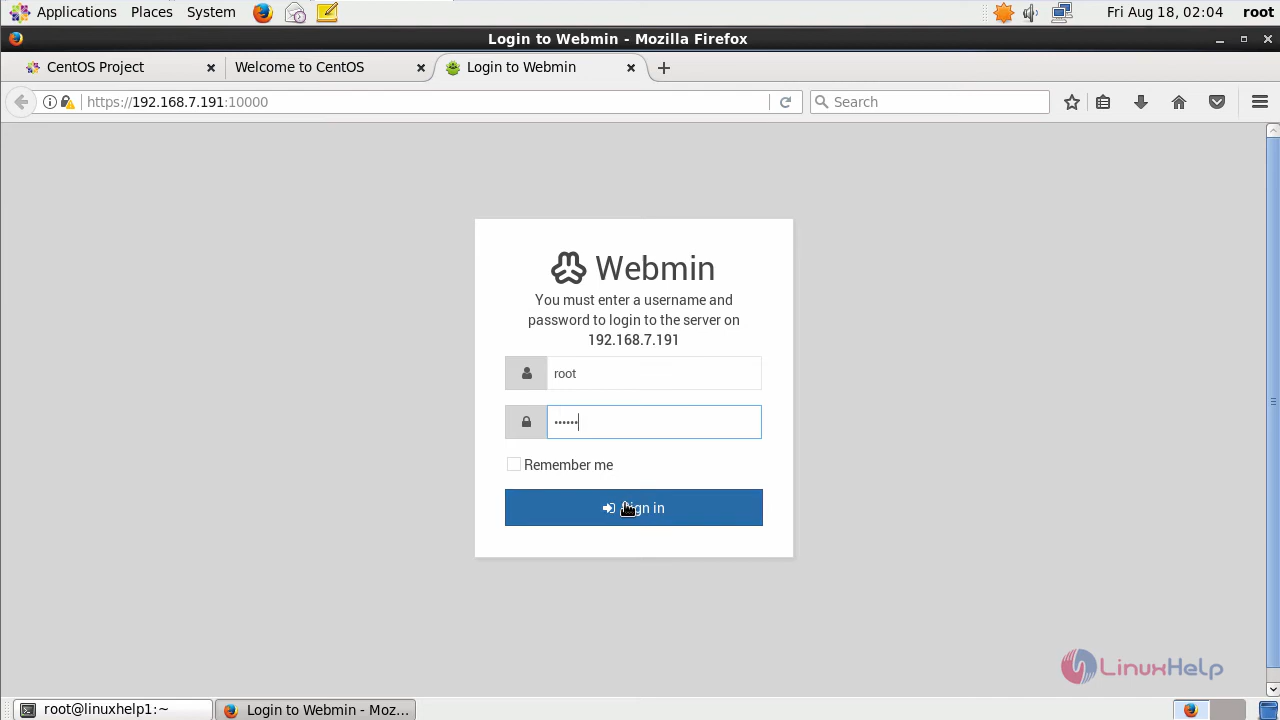 Applications Places System Fri Aug 18, 02:04 root
Login to Webmin - Mozilla Firefox
CentOS Project Welcome to CentOS Login to Webmin
https://192.168.7.191:10000 Search
Webmin
You must enter a username and
password to login to the server on
192.168.7.191
root
••••••
Remember me
Sign in
LinuxHelp
root@linuxhelp1:~ Login to Webmin - Moz...